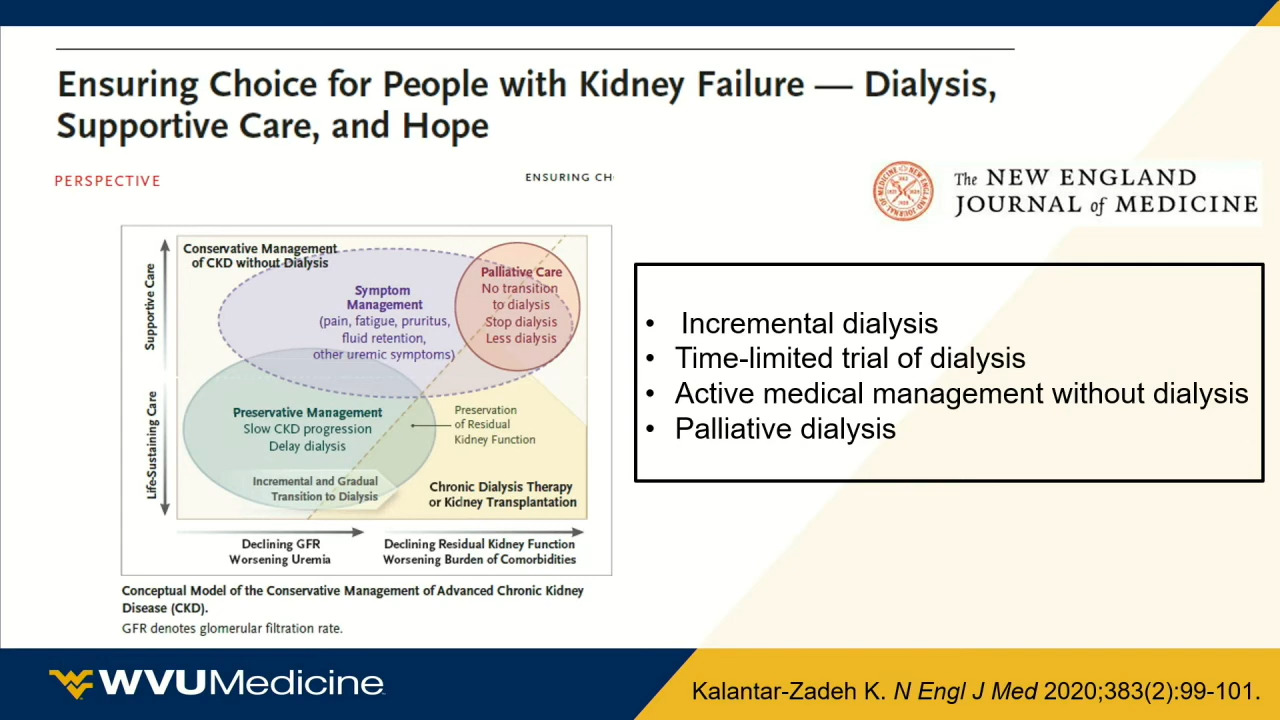 Ensuring Choice for People with Kidney Failure — Dialysis,
Supportive Care, and Hope
PERSPECTIVE
ENSURING CH
The NEW ENGLAND
JOURNAL of MEDICINE
Supportive Care
Life-Sustaining Care
Conservative Management
of CKD without Dialysis
Symptom
Management
(pain, fatigue, pruritus,
fluid retention,
other uremic symptoms)
Palliative Care
No transition
to dialysis
Stop dialysis
Less dialysis
Preservative Management
Slow CKD progression
Delay dialysis
Preservation
of Residual
Kidney Function
Incremental and Gradual
Transition to Dialysis
Chronic Dialysis Therapy
or Kidney Transplantation
Declining GFR
Worsening Uremia
Declining Residual Kidney Function
Worsening Burden of Comorbidities
Conceptual Model of the Conservative Management of Advanced Chronic Kidney
Disease (CKD).
GFR denotes glomerular filtration rate.
• Incremental dialysis
• Time-limited trial of dialysis
• Active medical management without dialysis
• Palliative dialysis
WVUMedicine
Kalantar-Zadeh K. N Engl J Med 2020;383(2):99-101.